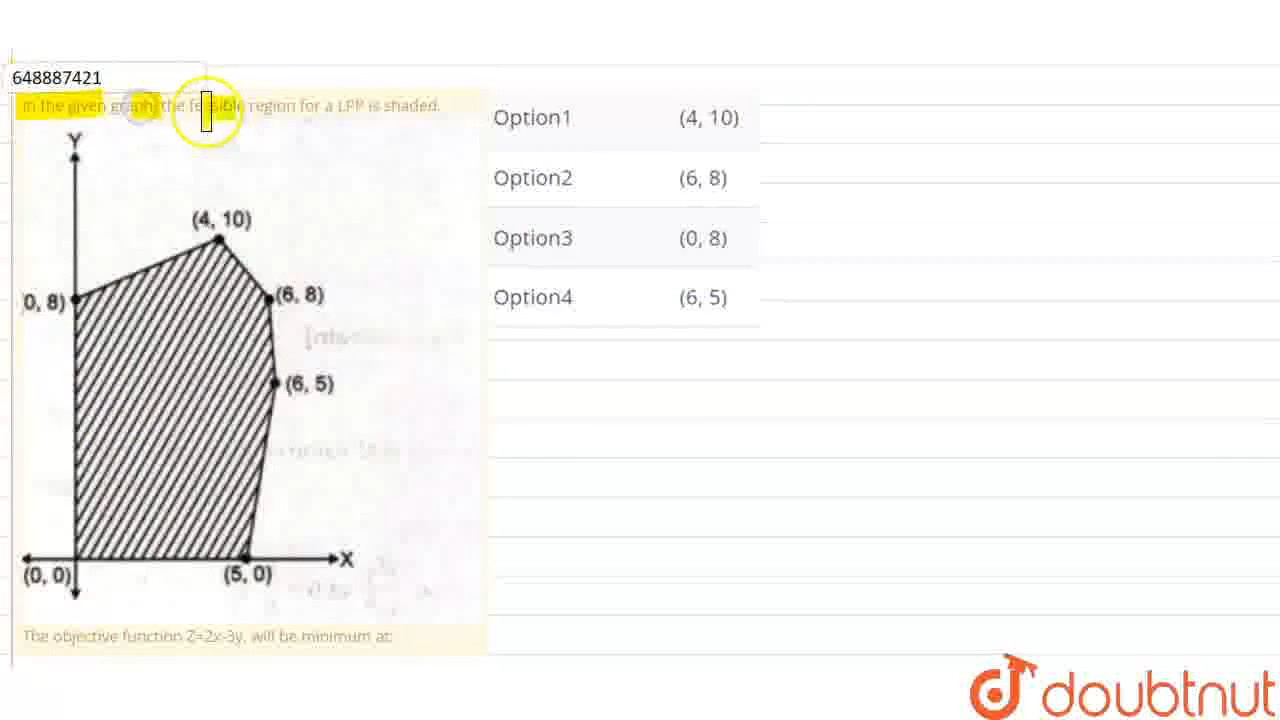 648887421
In the given graph, the feasible region for a LPP is shaded.
Option1 (4, 10)
Option2 (6, 8)
Option3 (0, 8)
Option4 (6, 5)
Y
(4, 10)
0, 8)
(6, 8)
(6, 5)
X
(0, 0)
(5, 0)
The objective function Z=2x-3y, will be minimum at:
doubtnut